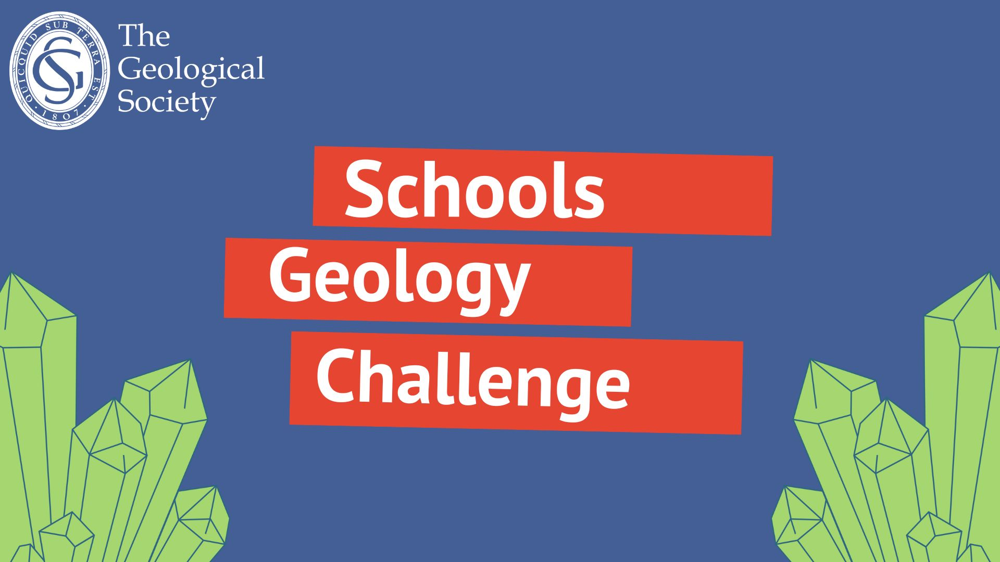 QUICQUID SUB TERRA EST
· 1807 ·
The
Geological
Society
Schools
Geology
Challenge